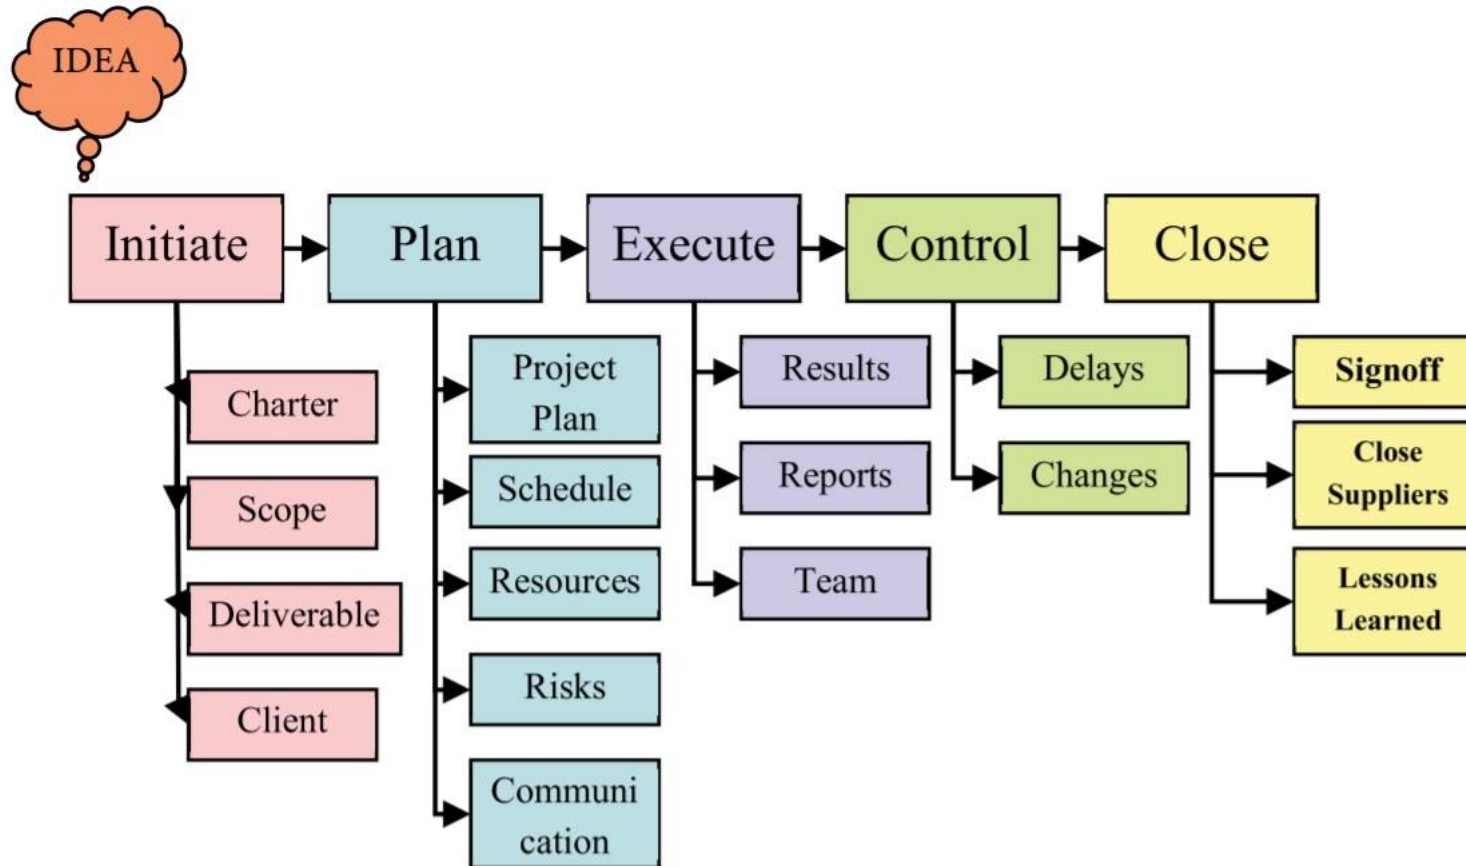 IDEA
Initiate
Plan
Execute
Control
Close
Charter
Scope
Deliverable
Client
Project
Plan
Schedule
Resources
Risks
Communi
cation
Results
Reports
Team
Delays
Changes
Signoff
Close
Suppliers
Lessons
Learned